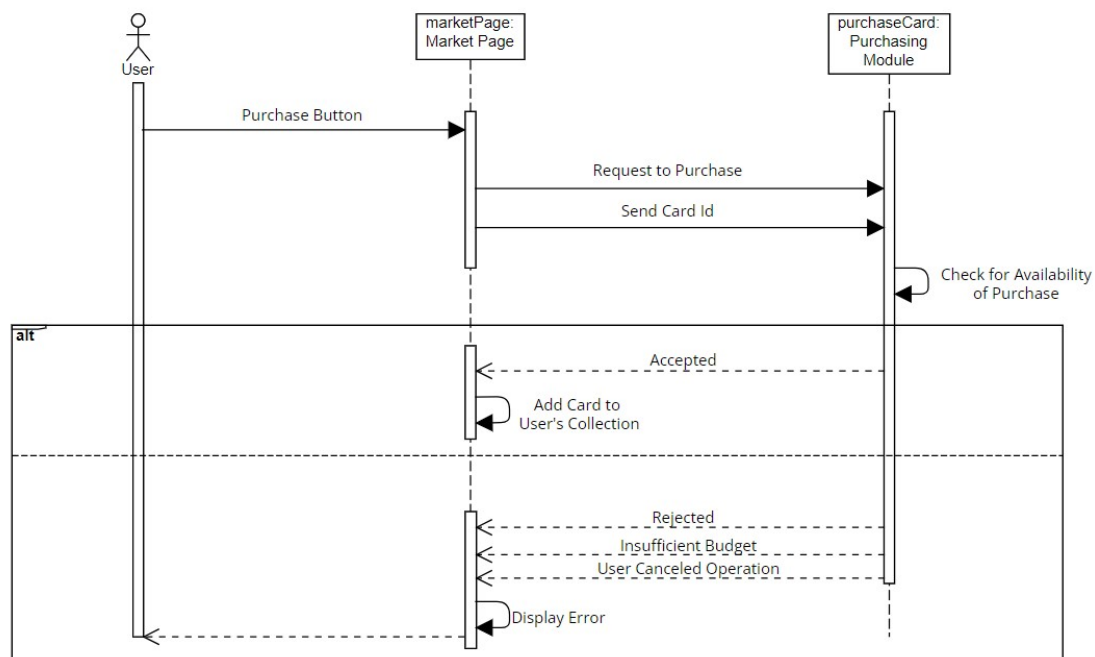 marketPage:
Market Page
purchaseCard:
Purchasing
Module
User
Purchase Button
Request to Purchase
Send Card Id
Check for Availability
of Purchase
alt
Accepted
Add Card to
User's Collection
Rejected
Insufficient Budget
User Canceled Operation
Display Error